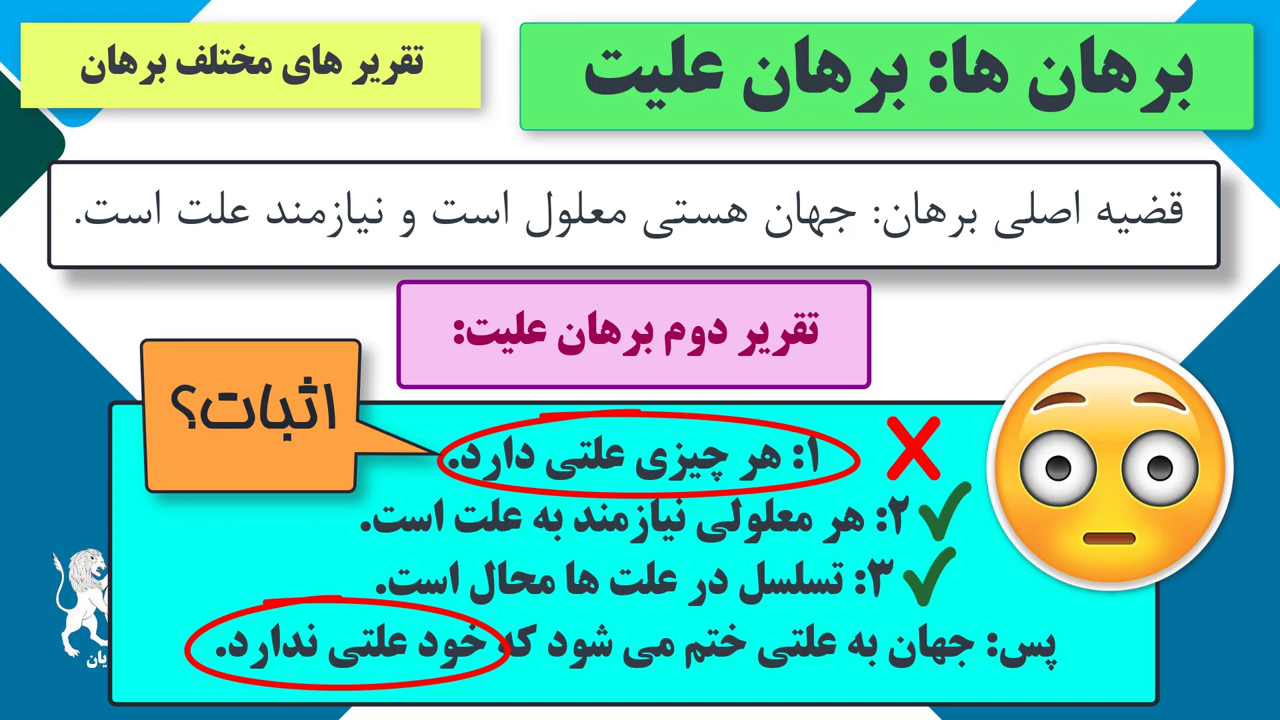 برهان ها: برهان علیت
تقریر های مختلف برهان
قضیه اصلی برهان: جهان هستی معلول است و نیازمند علت است.
تقریر دوم برهان علیت:
اثبات؟
۱: هر چیزی علتی دارد.
۲: هر معلولی نیازمند به علت است.
۳: تسلسل در علت ها محال است.
پس: جهان به علتی ختم می شود که خود علتی ندارد.